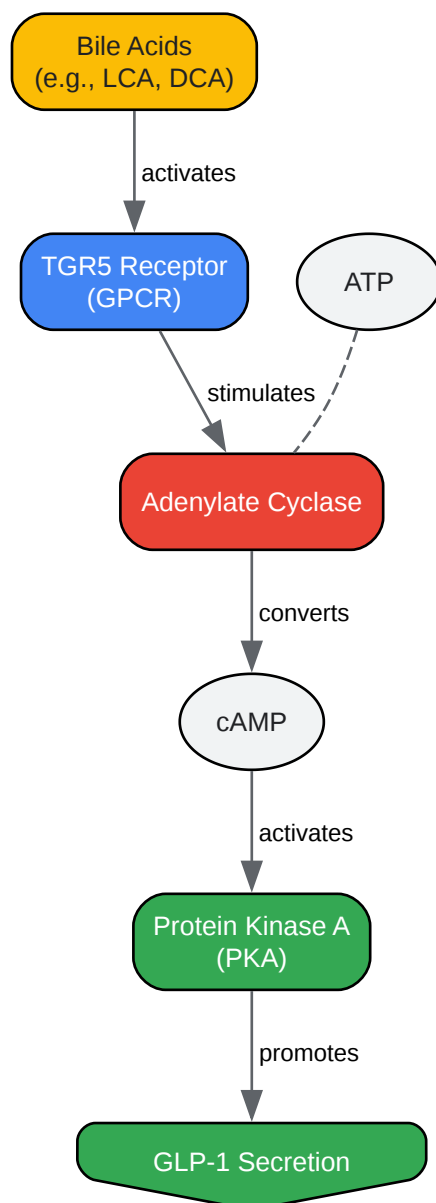 Bile Acids
(e.g., LCA, DCA)
activates
TGR5 Receptor
(GPCR)
ATP
stimulates
Adenylate Cyclase
converts
cAMP
activates
Protein Kinase A
(PKA)
promotes
GLP-1 Secretion